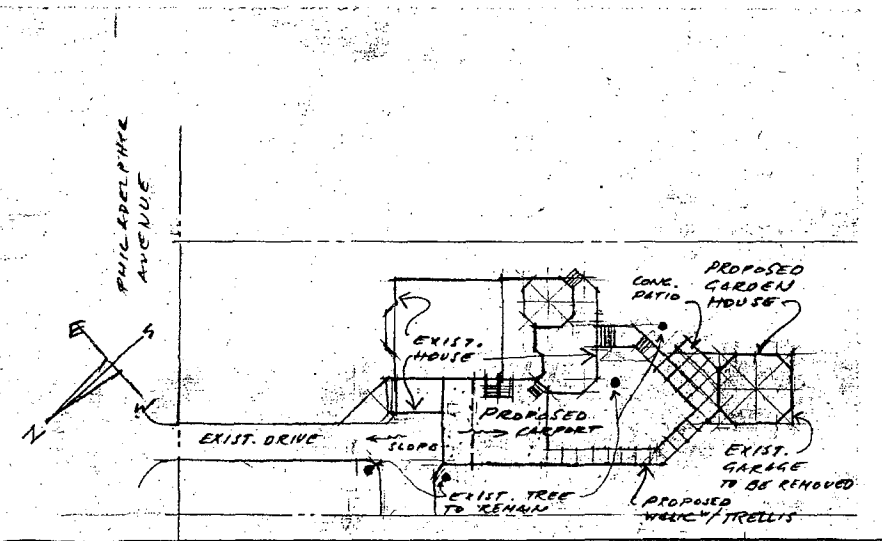 PHILADELPHIA
AVENUE
E
S
N
W
EXIST. DRIVE
SLOPE
EXIST.
HOUSE
PROPOSED
CARPORT
CONC.
PATIO
PROPOSED
GARDEN
HOUSE
EXIST.
GARAGE
TO BE REMOVED
EXIST. TREE
TO REMAIN
PROPOSED
WALK W/ TRELLIS